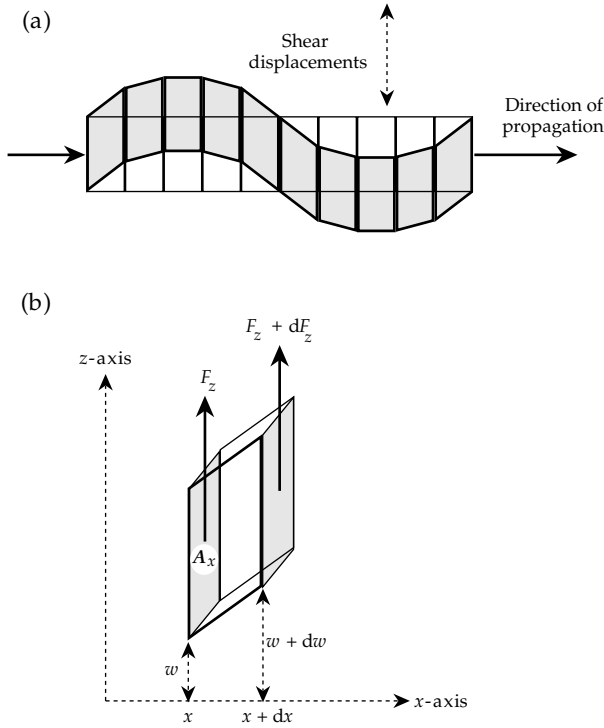 (a)
Shear
displacements
Direction of
propagation
(b)
F_z + dF_z
z-axis
F_z
A_x
w + dw
w
x
x + dx
x-axis